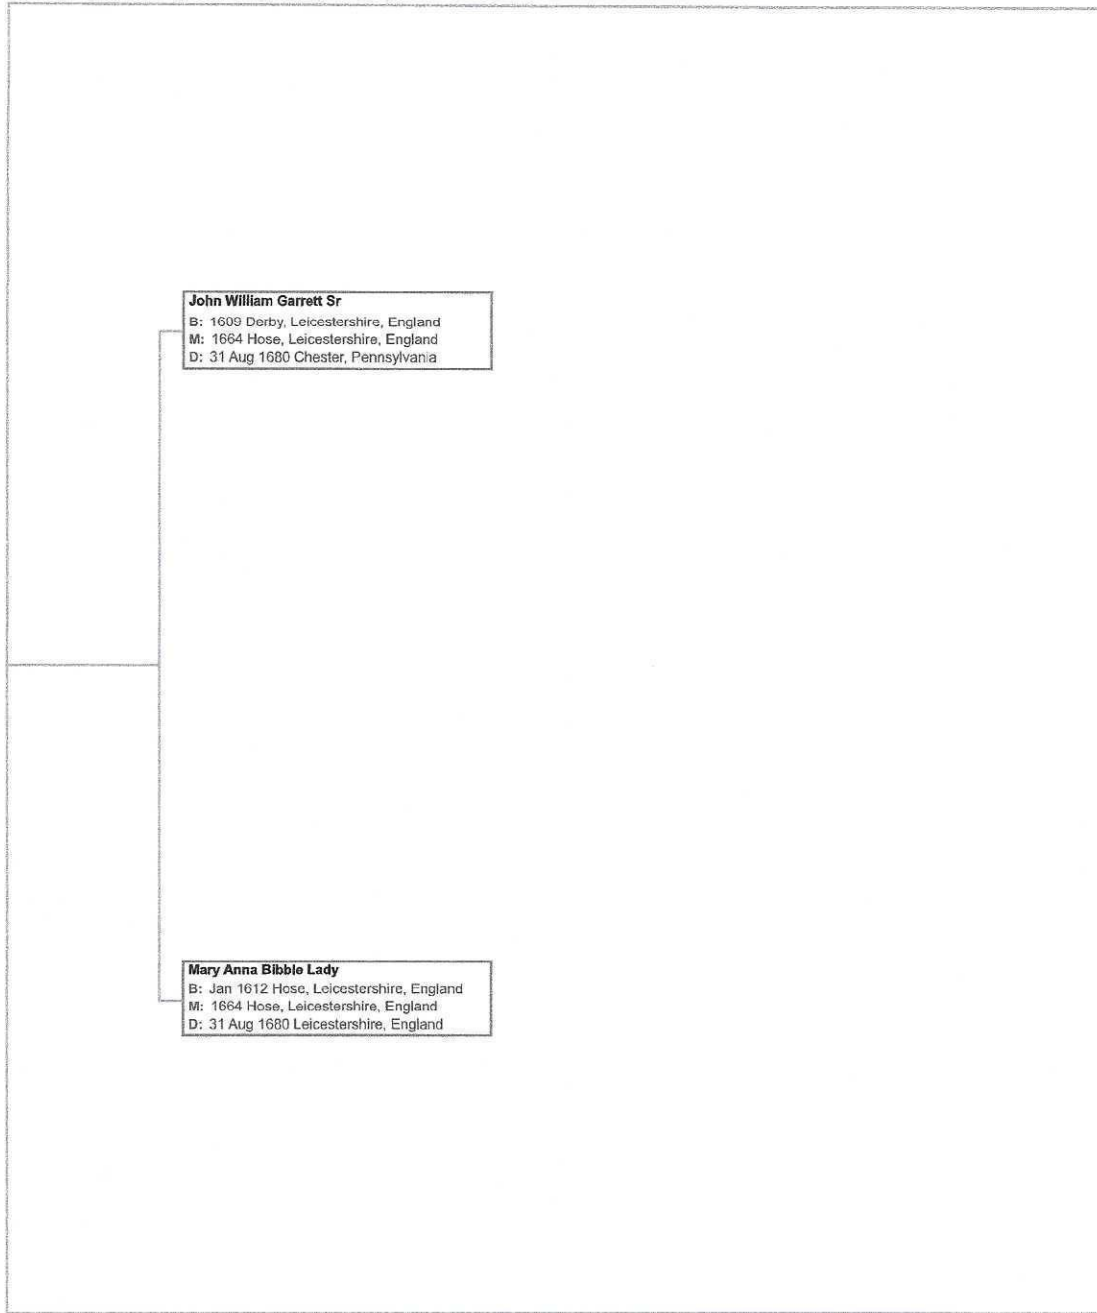 John William Garrett Sr
B: 1609 Derby, Leicestershire, England
M: 1664 Hose, Leicestershire, England
D: 31 Aug 1680 Chester, Pennsylvania
Mary Anna Bibble Lady
B: Jan 1612 Hose, Leicestershire, England
M: 1664 Hose, Leicestershire, England
D: 31 Aug 1680 Leicestershire, England